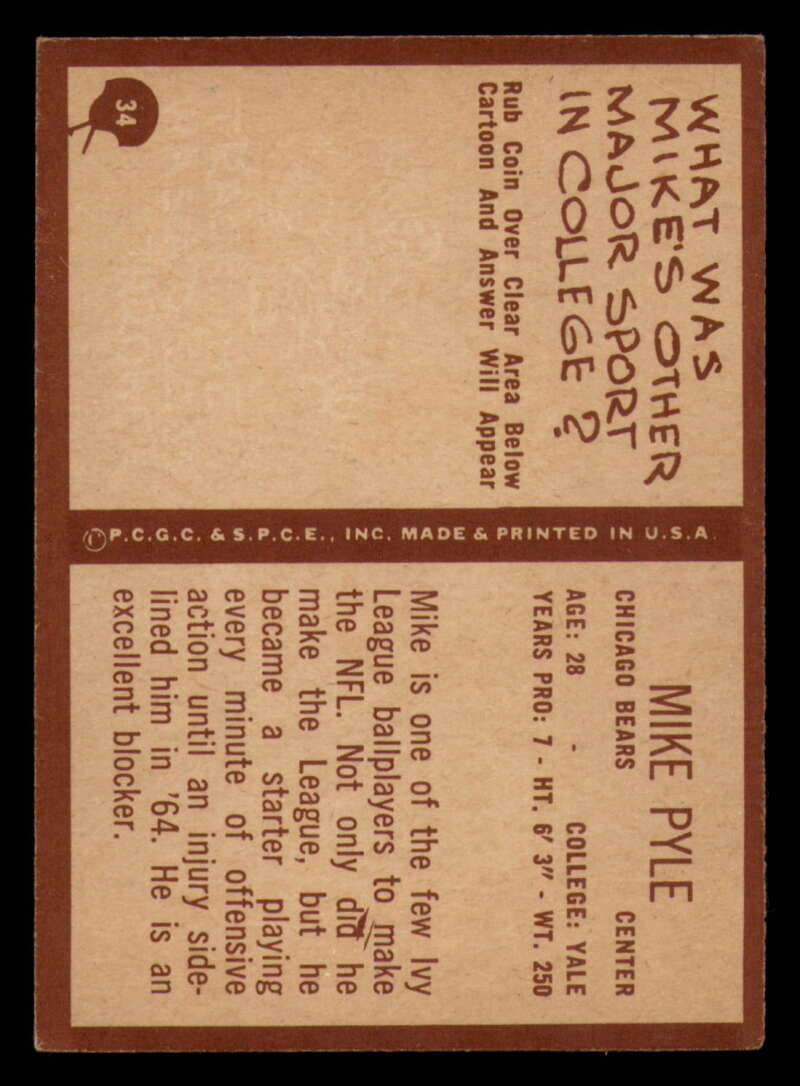 34
WHAT WAS
MIKE'S OTHER
MAJOR SPORT
IN COLLEGE?
Rub Coin Over Clear Area Below
Cartoon And Answer Will Appear
© P.C.G.C. & S.P.C.E., INC. MADE & PRINTED IN U.S.A.
MIKE PYLE
CHICAGO BEARS CENTER
AGE: 28 - COLLEGE: YALE
YEARS PRO: 7 - HT. 6' 3" - WT. 250
Mike is one of the few Ivy
League ballplayers to make
the NFL. Not only did he
make the League, but he
became a starter playing
every minute of offensive
action until an injury side-
lined him in '64. He is an
excellent blocker.